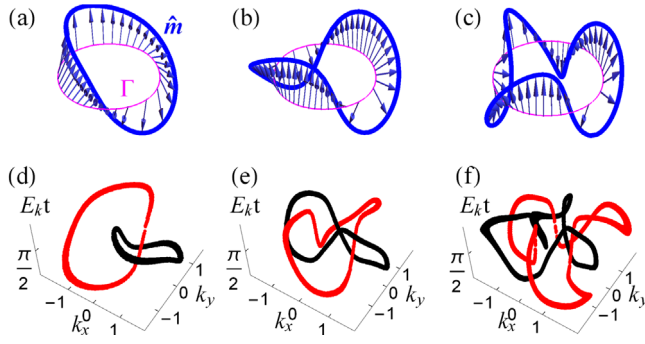 (a) m̂ (b) (c)
Γ
(d) (e) (f)
E_k t E_k t E_k t
π/2 π/2 π/2
1 1 1
0 0 0
-1 k_y -1 k_y -1 k_y
-1 -1 -1
k_x 0 k_x 0 k_x 0
1 1 1